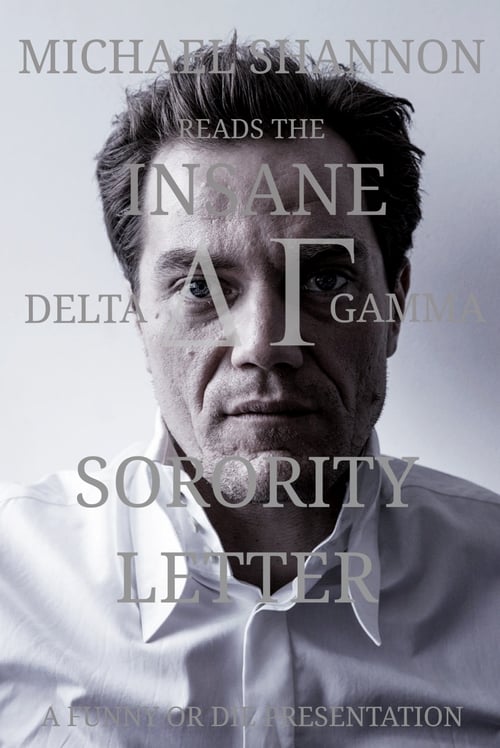 MICHAEL SHANNON
READS THE
INSANE
ΔΓ
DELTA GAMMA
SORORITY
LETTER
A FUNNY OR DIE PRESENTATION